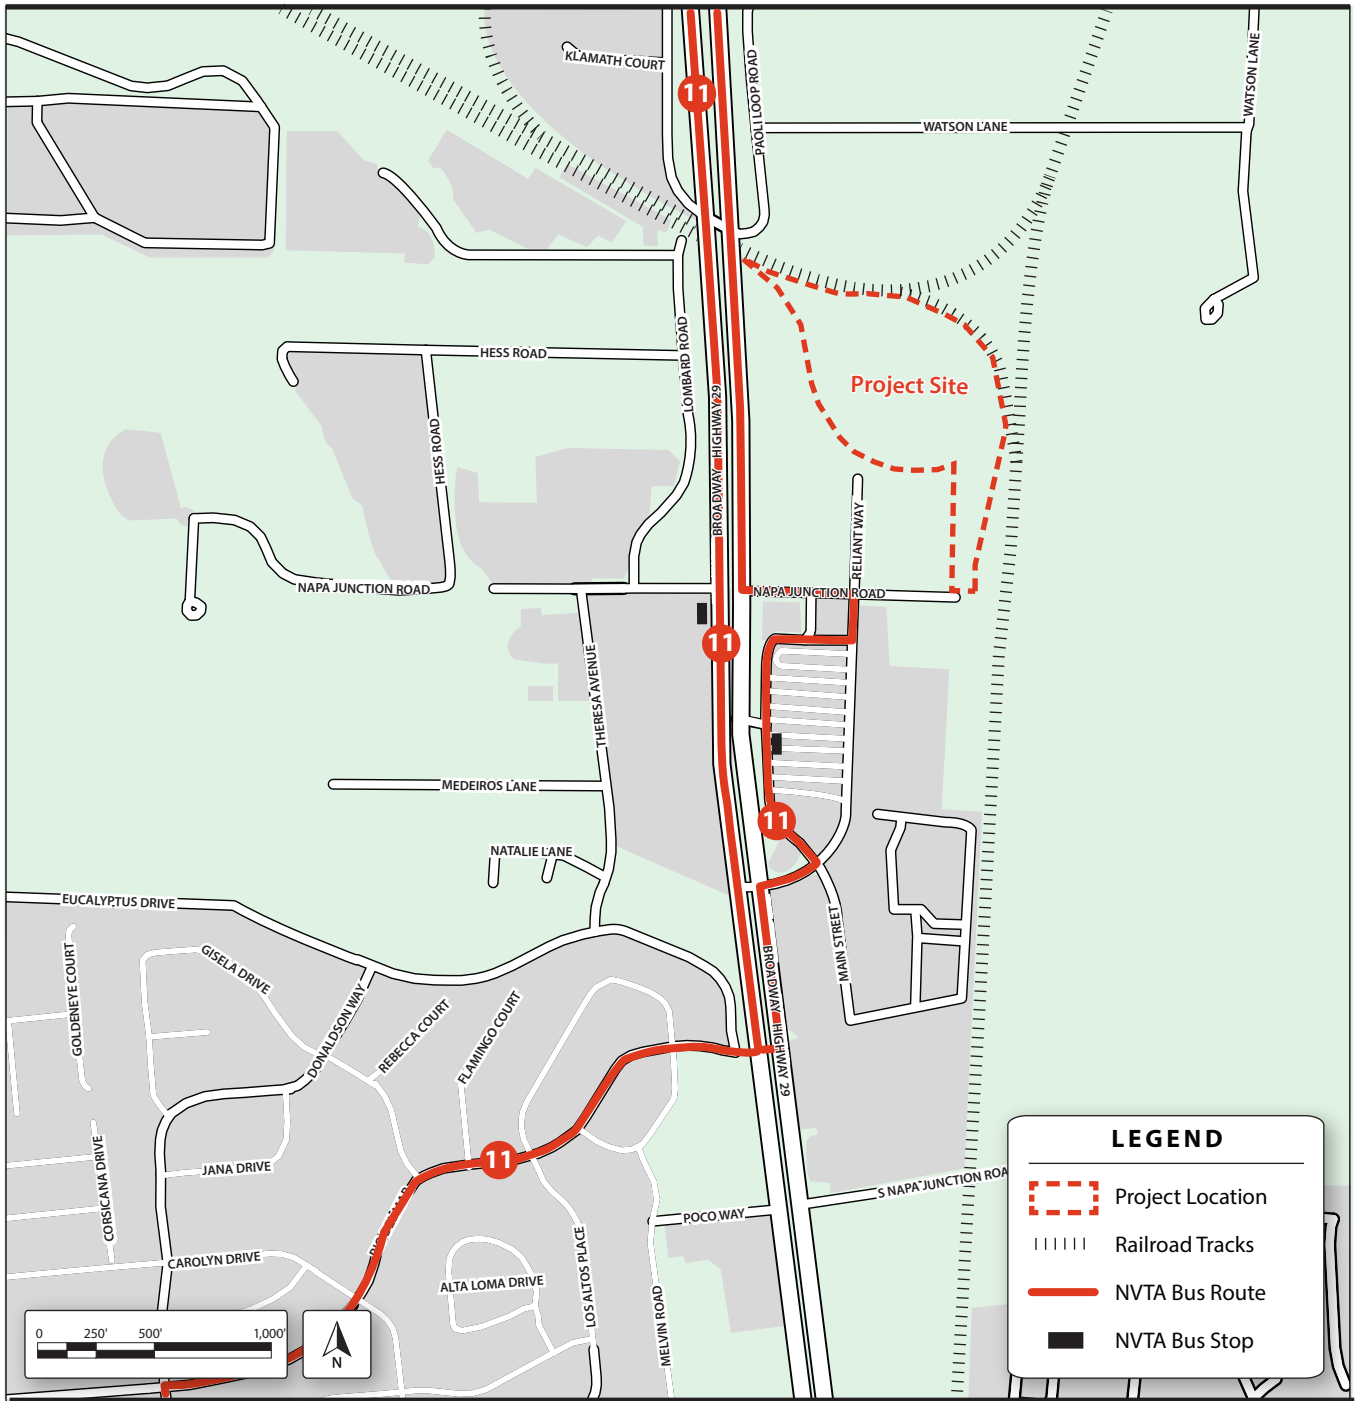 KLAMATH COURT
11
PAOLI LOOP ROAD
WATSON LANE
WATSON LANE
HESS ROAD
LOMBARD ROAD
HESS ROAD
BROADWAY HIGHWAY 29
Project Site
RELIANT WAY
NAPA JUNCTION ROAD
NAPA JUNCTION ROAD
11
THERESA AVENUE
MEDEIROS LANE
11
NATALIE LANE
EUCALYPTUS DRIVE
GOLDENEYE COURT
GISELA DRIVE
DONALDSON WAY
REBECCA COURT
FLAMINGO COURT
MAIN STREET
BROADWAY HIGHWAY 29
11
JANA DRIVE
CORSICANA DRIVE
CAROLYN DRIVE
ALTA LOMA DRIVE
LOS ALTOS PLACE
MELVIN ROAD
POCO WAY
S NAPA JUNCTION ROA
LEGEND
Project Location
Railroad Tracks
NVTA Bus Route
NVTA Bus Stop
0 250' 500' 1,000'
N